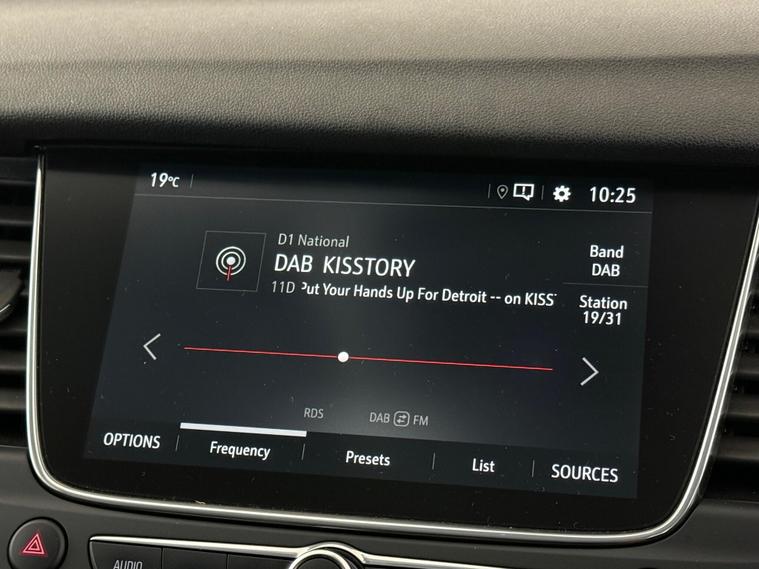 19°C
10:25
D1 National
DAB KISSTORY
11D Put Your Hands Up For Detroit -- on KISS
Band
DAB
Station
19/31
RDS
DAB FM
OPTIONS
Frequency
Presets
List
SOURCES
AUDIO